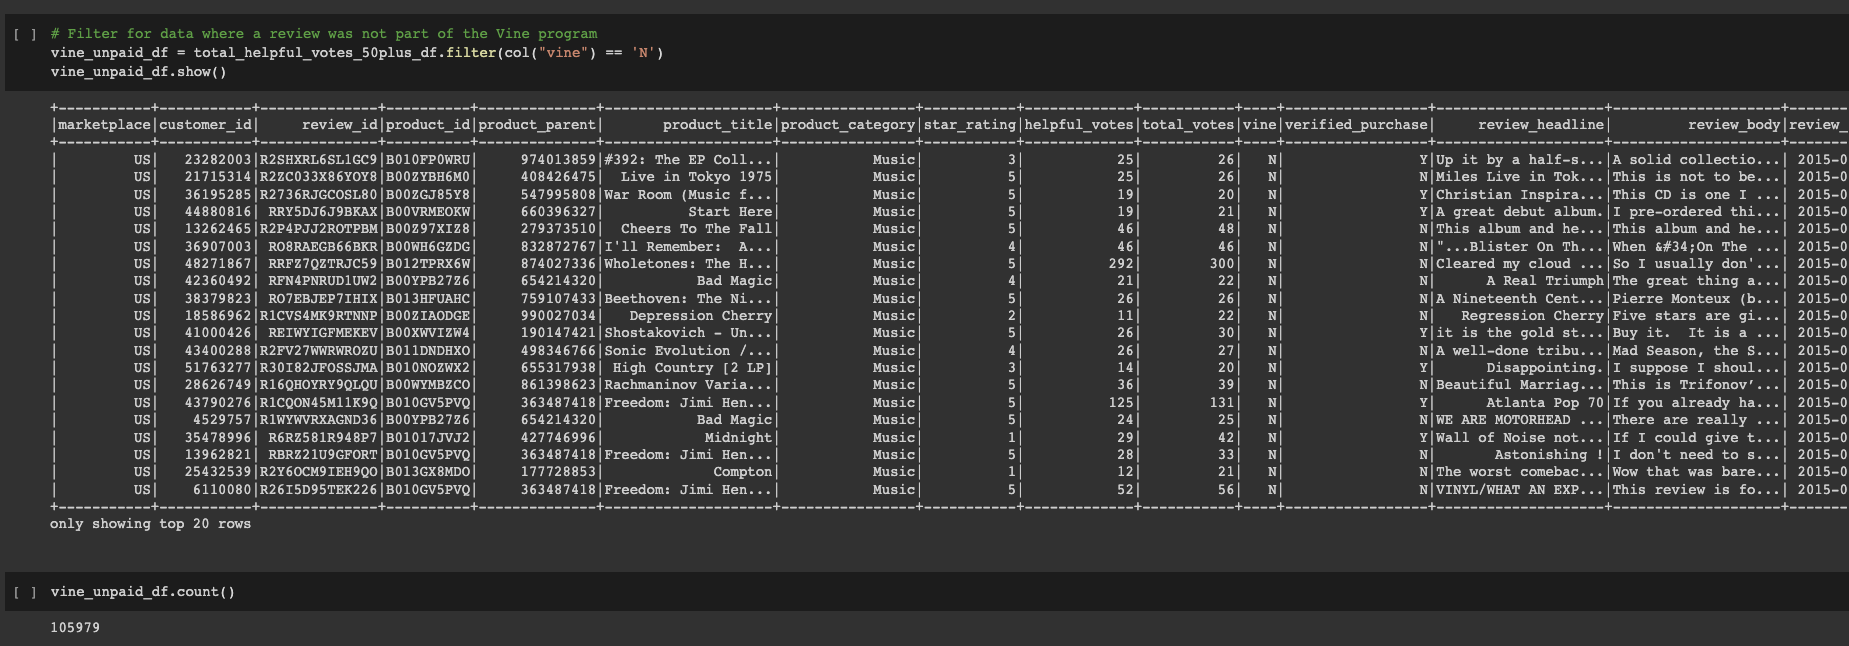 [ ] # Filter for data where a review was not part of the Vine program
vine_unpaid_df = total_helpful_votes_50plus_df.filter(col("vine") == 'N')
vine_unpaid_df.show()
+-----------+-----------+--------------+----------+--------------+--------------------+----------------+-----------+-------------+-----------+----+-----------------+--------------------+--------------------+-------
|marketplace|customer_id|     review_id|product_id|product_parent|       product_title|product_category|star_rating|helpful_votes|total_votes|vine|verified_purchase|     review_headline|         review_body|review_
+-----------+-----------+--------------+----------+--------------+--------------------+----------------+-----------+-------------+-----------+----+-----------------+--------------------+--------------------+-------
|         US|   23282003|R2SHXRL6SL1GC9|B010FP0WRU|     974013859|#392: The EP Coll...|           Music|          3|           25|         26|   N|                Y|Up it by a half-s...|A solid collectio...| 2015-0
|         US|   21715314|R2ZC033X86YOY8|B00ZYBH6M0|     408426475|  Live in Tokyo 1975|           Music|          5|           25|         26|   N|                N|Miles Live in Tok...|This is not to be...| 2015-0
|         US|   36195285|R2736RJGCOSL80|B00ZGJ85Y8|     547995808|War Room (Music f...|           Music|          5|           19|         20|   N|                Y|Christian Inspira...|This CD is one I ...| 2015-0
|         US|   44880816| RRY5DJ6J9BKAX|B00VRMEOKW|     660396327|          Start Here|           Music|          5|           19|         21|   N|                Y|A great debut album.|I pre-ordered thi...| 2015-0
|         US|   13262465|R2P4PJJ2ROTPBM|B00Z97XIZ8|     279373510|  Cheers To The Fall|           Music|          5|           46|         48|   N|                N|This album and he...|This album and he...| 2015-0
|         US|   36907003| RO8RAEGB66BKR|B00WH6GZDG|     832872767|I'll Remember:  A...|           Music|          4|           46|         46|   N|                N|"...Blister On Th...|When &#34;On The ...| 2015-0
|         US|   48271867| RRFZ7QZTRJC59|B012TPRX6W|     874027336|Wholetones: The H...|           Music|          5|          292|        300|   N|                N|Cleared my cloud ...|So I usually don'...| 2015-0
|         US|   42360492| RFN4PNRUD1UW2|B00YPB27Z6|     654214320|           Bad Magic|           Music|          4|           21|         22|   N|                N|      A Real Triumph|The great thing a...| 2015-0
|         US|   38379823| RO7EBJEP7IHIX|B013HFUAHC|     759107433|Beethoven: The Ni...|           Music|          5|           26|         26|   N|                N|A Nineteenth Cent...|Pierre Monteux (b...| 2015-0
|         US|   18586962|R1CVS4MK9RTNNP|B00ZIAODGE|     990027034|   Depression Cherry|           Music|          2|           11|         22|   N|                N|   Regression Cherry|Five stars are gi...| 2015-0
|         US|   41000426| REIWYIGFMEKEV|B00XWVIZW4|     190147421|Shostakovich - Un...|           Music|          5|           26|         30|   N|                Y|it is the gold st...|Buy it.  It is a ...| 2015-0
|         US|   43400288|R2FV27WWRWROZU|B011DNDHXO|     498346766|Sonic Evolution /...|           Music|          4|           26|         27|   N|                N|A well-done tribu...|Mad Season, the S...| 2015-0
|         US|   51763277|R30I82JFOSSJMA|B010NOZWX2|     655317938| High Country [2 LP]|           Music|          3|           14|         20|   N|                Y|      Disappointing.|I suppose I shoul...| 2015-0
|         US|   28626749|R16QHOYRY9QLQU|B00WYMBZCO|     861398623|Rachmaninov Varia...|           Music|          5|           36|         39|   N|                N|Beautiful Marriag...|This is Trifonov’...| 2015-0
|         US|   43790276|R1CQON45M11K9Q|B010GV5PVQ|     363487418|Freedom: Jimi Hen...|           Music|          5|          125|        131|   N|                Y|      Atlanta Pop 70|If you already ha...| 2015-0
|         US|    4529757|R1WYWVRXAGND36|B00YPB27Z6|     654214320|           Bad Magic|           Music|          5|           24|         25|   N|                N|WE ARE MOTORHEAD ...|There are really ...| 2015-0
|         US|   35478996| R6RZ581R948P7|B01017JVJ2|     427746996|            Midnight|           Music|          1|           29|         42|   N|                Y|Wall of Noise not...|If I could give t...| 2015-0
|         US|   13962821| RBRZ21U9GFORT|B010GV5PVQ|     363487418|Freedom: Jimi Hen...|           Music|          5|           28|         33|   N|                N|        Astonishing !|I don't need to s...| 2015-0
|         US|   25432539|R2Y6OCM9IEH9QO|B013GX8MDO|     177728853|             Compton|           Music|          1|           12|         21|   N|                N|The worst comebac...|Wow that was bare...| 2015-0
|         US|    6110080|R26I5D95TEK226|B010GV5PVQ|     363487418|Freedom: Jimi Hen...|           Music|          5|           52|         56|   N|                N|VINYL/WHAT AN EXP...|This review is fo...| 2015-0
+-----------+-----------+--------------+----------+--------------+--------------------+----------------+-----------+-------------+-----------+----+-----------------+--------------------+--------------------+-------
only showing top 20 rows
[ ] vine_unpaid_df.count()
105979